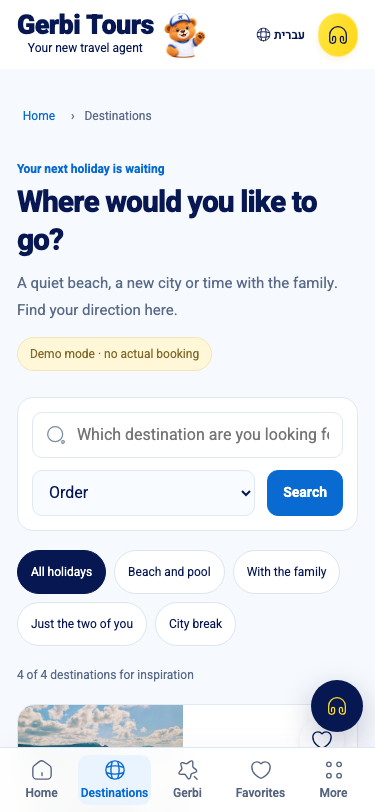 Gerbi Tours
Your new travel agent
עברית
Home › Destinations
Your next holiday is waiting
Where would you like to
go?
A quiet beach, a new city or time with the family.
Find your direction here.
Demo mode · no actual booking
Which destination are you looking fo
Order
Search
All holidays
Beach and pool
With the family
Just the two of you
City break
4 of 4 destinations for inspiration
Home
Destinations
Gerbi
Favorites
More